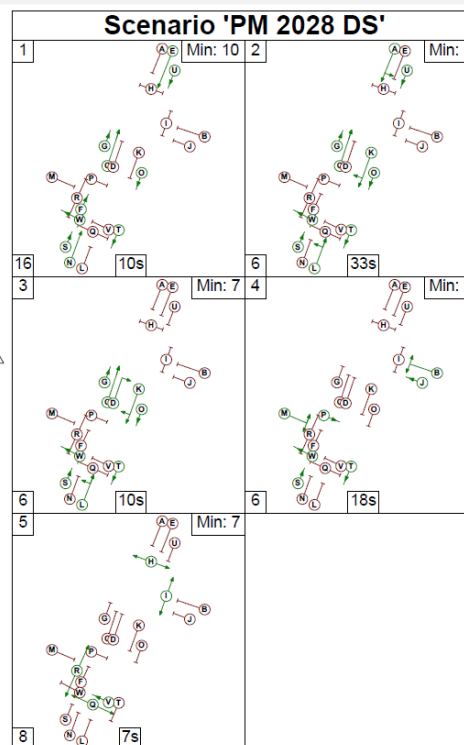 Scenario 'PM 2028 DS'
1 Min: 10
A E
U
H
I
B
J
G
C D K
O
M P
R
F
W
Q V T
S
N L
16 10s
2 Min:
A E
U
H
I
B
J
G
C D K
O
M P
R
F
W
Q V T
S
N L
6 33s
3 Min: 7
A E
U
H
I
B
J
G
C D K
O
M P
R
F
W
Q V T
S
N L
6 10s
4 Min:
A E
U
H
I
B
J
G
C D K
O
M P
R
F
W
Q V T
S
N L
6 18s
5 Min: 7
A E
U
H
I
B
J
G
C D K
O
M P
R
F
W
Q V T
S
N L
8 7s